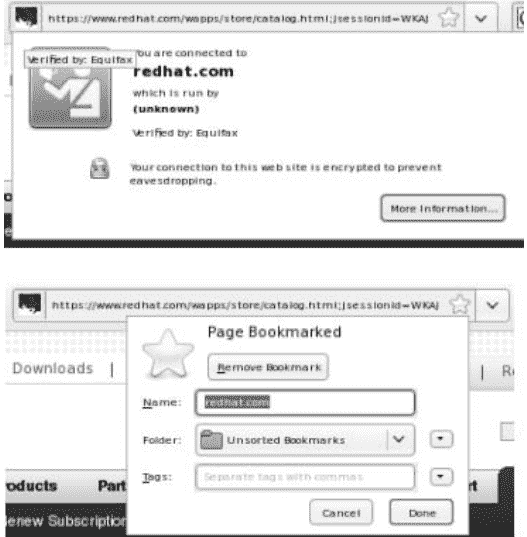 https://www.redhat.com/wapps/store/catalog.html;jsessionid=WKAJ
Verified by: Equifax
You are connected to
redhat.com
which is run by
(unknown)
Verified by: Equifax
Your connection to this web site is encrypted to prevent
eavesdropping.
More Information...
https://www.redhat.com/wapps/store/catalog.html;jsessionid=WKAJ
Page Bookmarked
Downloads |
Remove Bookmark
| R
Name: redhat.com
Folder: Unsorted Bookmarks
Tags: Separate tags with commas
oducts Part
rt
enew Subscription
Cancel Done